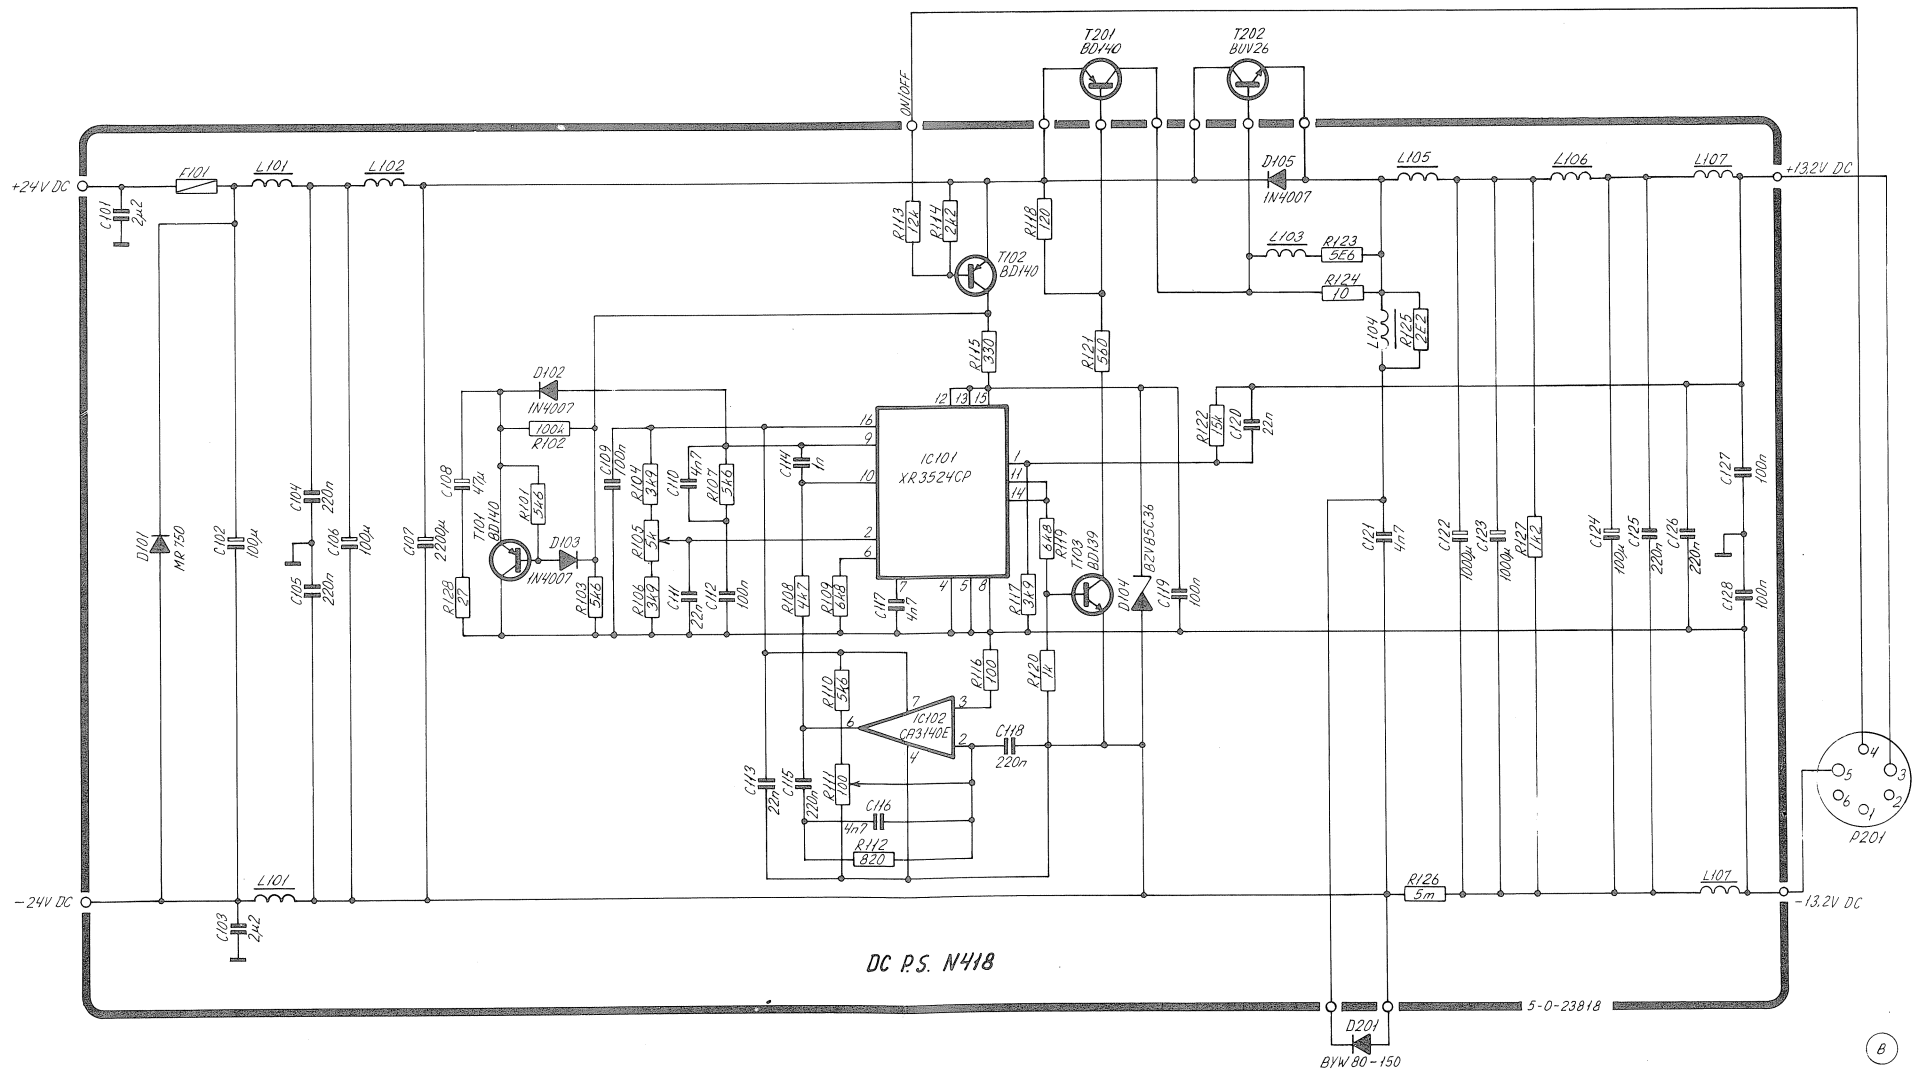 T201
BD140
T202
BUV26
ON/OFF
+24V DC
F101
L101
L102
C101
2µ2
R113
12k
R114
2k2
T102
BD140
R118
120
D105
1N4007
L105
L106
L107
+13,2V DC
L103
R123
5E6
R124
10
L104
R125
2E2
R115
330
R121
560
D102
1N4007
100k
R102
C108
47µ
R101
5k6
T101
BD140
D103
1N4007
R128
27
R103
5k6
C109
100n
R104
3k9
R105
5k
R106
3k9
C110
4n7
R107
5k6
C111
22n
C112
100n
C114
1n
R108
4k7
R109
6k8
C117
4n7
12 13 15
16
9
10
2
6
IC101
XR3524CP
1
11
14
7
4
5
8
R117
3k9
R119
6k8
T103
BD139
D104
BZV85C36
C119
100n
R122
15k
C120
22n
C121
4n7
C122
1000µ
C123
1000µ
R127
1k2
C124
100µ
C125
220n
C126
220n
C127
100n
C128
100n
D101
MR750
C102
100µ
C104
220n
C105
220n
C106
100µ
C107
2200µ
R110
5k6
R116
100
R120
1k
7
3
6
IC102
CA3140E
2
4
C118
220n
C113
22n
C115
220n
R111
100
C116
4n7
R112
820
4
5
3
6
2
1
P201
-24V DC
L101
C103
2µ2
R126
5m
L107
-13,2V DC
DC P.S. N418
5-0-23818
D201
BYW80-150
B